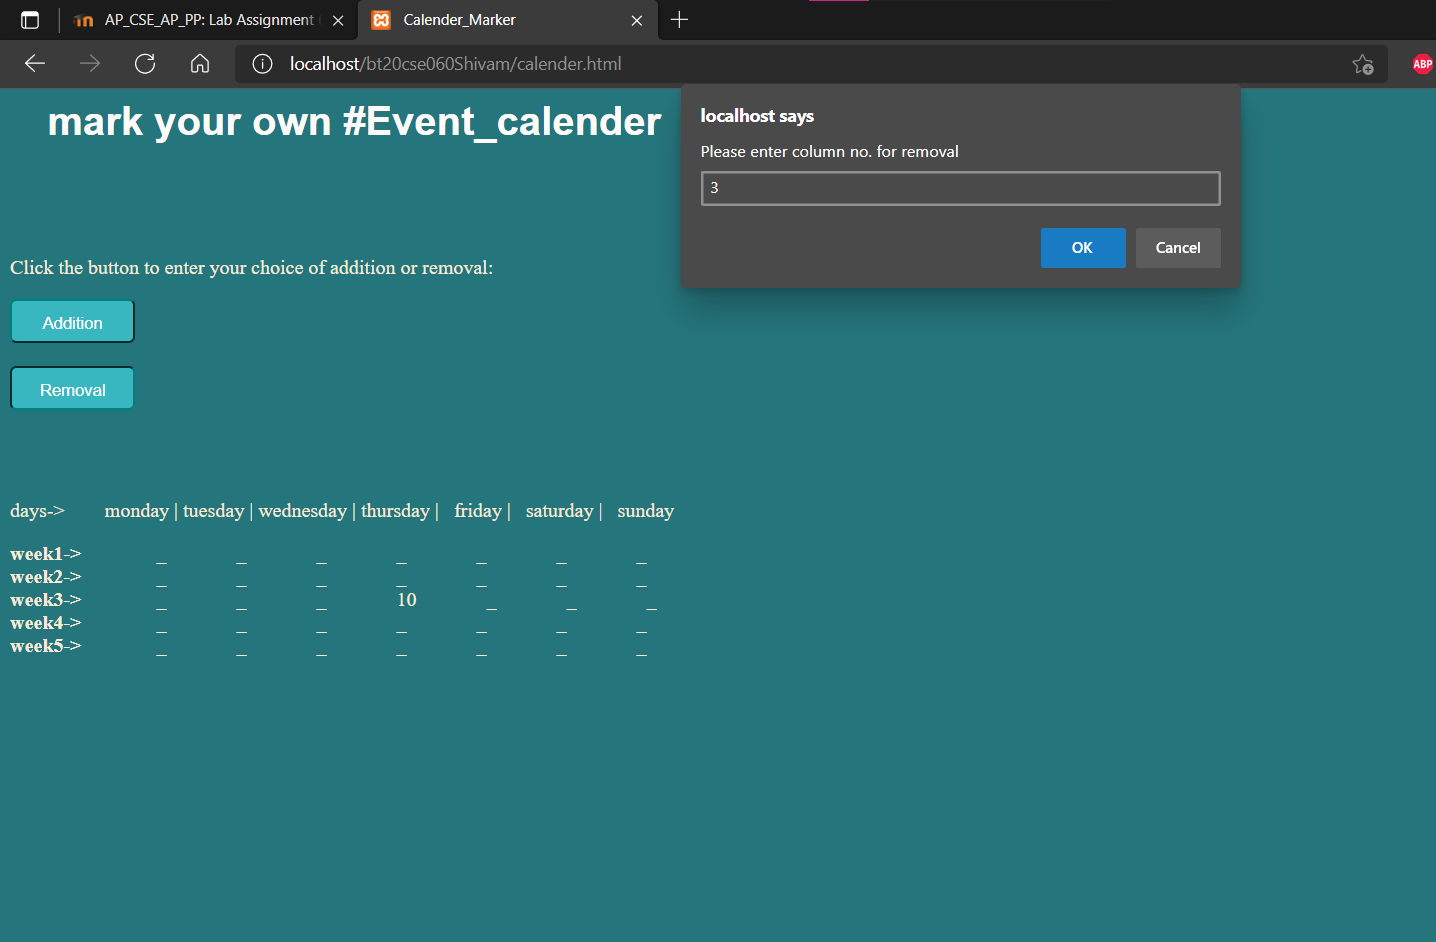 AP_CSE_AP_PP: Lab Assignment
Calender_Marker
localhost/bt20cse060Shivam/calender.html
ABP
mark your own #Event_calender
localhost says
Please enter column no. for removal
3
OK Cancel
Click the button to enter your choice of addition or removal:
Addition
Removal
days-> monday | tuesday | wednesday | thursday | friday | saturday | sunday
week1-> _ _ _ _ _ _ _
week2-> _ _ _ _ _ _ _
week3-> _ _ _ 10 _ _ _
week4-> _ _ _ _ _ _ _
week5-> _ _ _ _ _ _ _